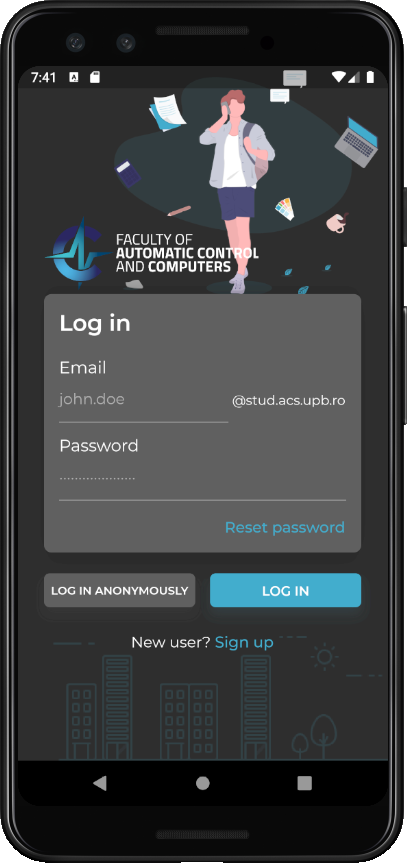 7:41
FACULTY OF
AUTOMATIC CONTROL
AND COMPUTERS
Log in
Email
john.doe @stud.acs.upb.ro
Password
Reset password
LOG IN ANONYMOUSLY LOG IN
New user? Sign up